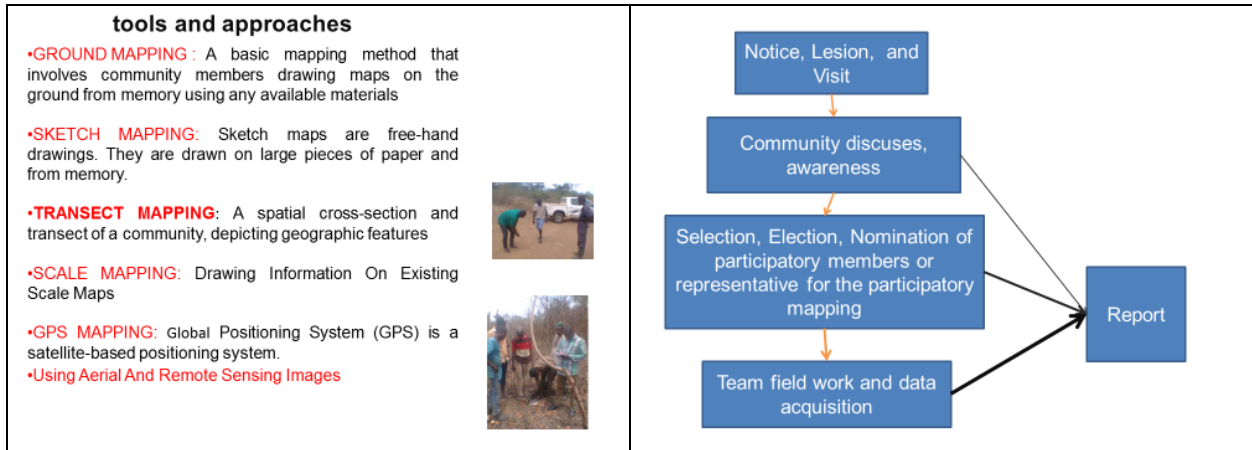 tools and approaches
•GROUND MAPPING : A basic mapping method that
involves community members drawing maps on the
ground from memory using any available materials
•SKETCH MAPPING: Sketch maps are free-hand
drawings. They are drawn on large pieces of paper and
from memory.
•TRANSECT MAPPING: A spatial cross-section and
transect of a community, depicting geographic features
•SCALE MAPPING: Drawing Information On Existing
Scale Maps
•GPS MAPPING: Global Positioning System (GPS) is a
satellite-based positioning system.
•Using Aerial And Remote Sensing Images
Notice, Lesion, and
Visit
Community discuses,
awareness
Selection, Election, Nomination of
participatory members or
representative for the participatory
mapping
Team field work and data
acquisition
Report